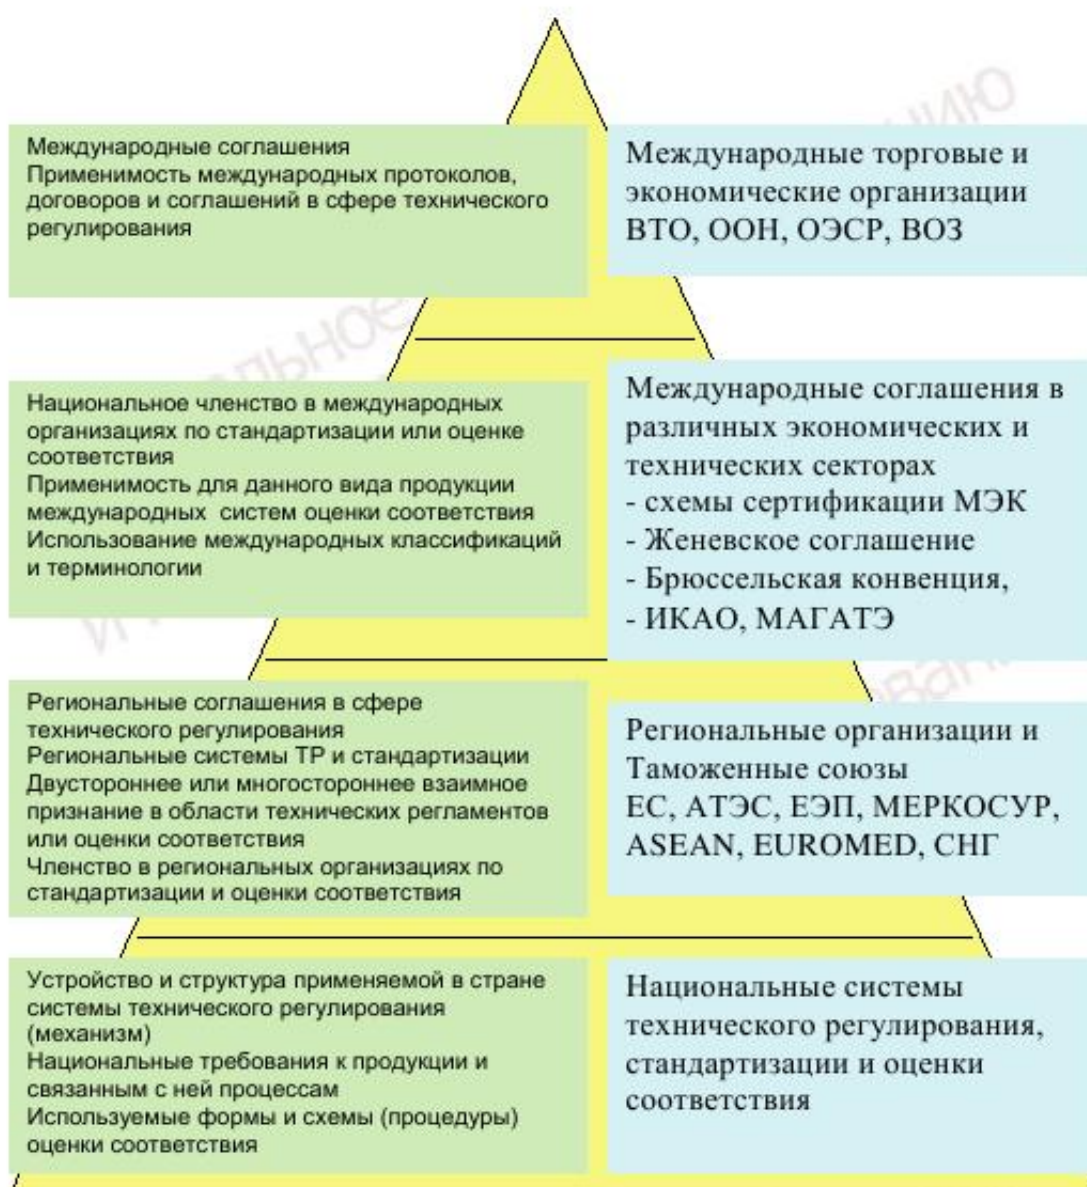 Международные соглашения
Применимость международных протоколов,
договоров и соглашений в сфере технического
регулирования
Международные торговые и
экономические организации
ВТО, ООН, ОЭСР, ВОЗ
Национальное членство в международных
организациях по стандартизации или оценке
соответствия
Применимость для данного вида продукции
международных систем оценки соответствия
Использование международных классификаций
и терминологии
Международные соглашения в
различных экономических и
технических секторах
- схемы сертификации МЭК
- Женевское соглашение
- Брюссельская конвенция,
- ИКАО, МАГАТЭ
Региональные соглашения в сфере
технического регулирования
Региональные системы ТР и стандартизации
Двустороннее или многостороннее взаимное
признание в области технических регламентов
или оценки соответствия
Членство в региональных организациях по
стандартизации и оценки соответствия
Региональные организации и
Таможенные союзы
ЕС, АТЭС, ЕЭП, МЕРКОСУР,
ASEAN, EUROMED, СНГ
Устройство и структура применяемой в стране
системы технического регулирования
(механизм)
Национальные требования к продукции и
связанным с ней процессам
Используемые формы и схемы (процедуры)
оценки соответствия
Национальные системы
технического регулирования,
стандартизации и оценки
соответствия